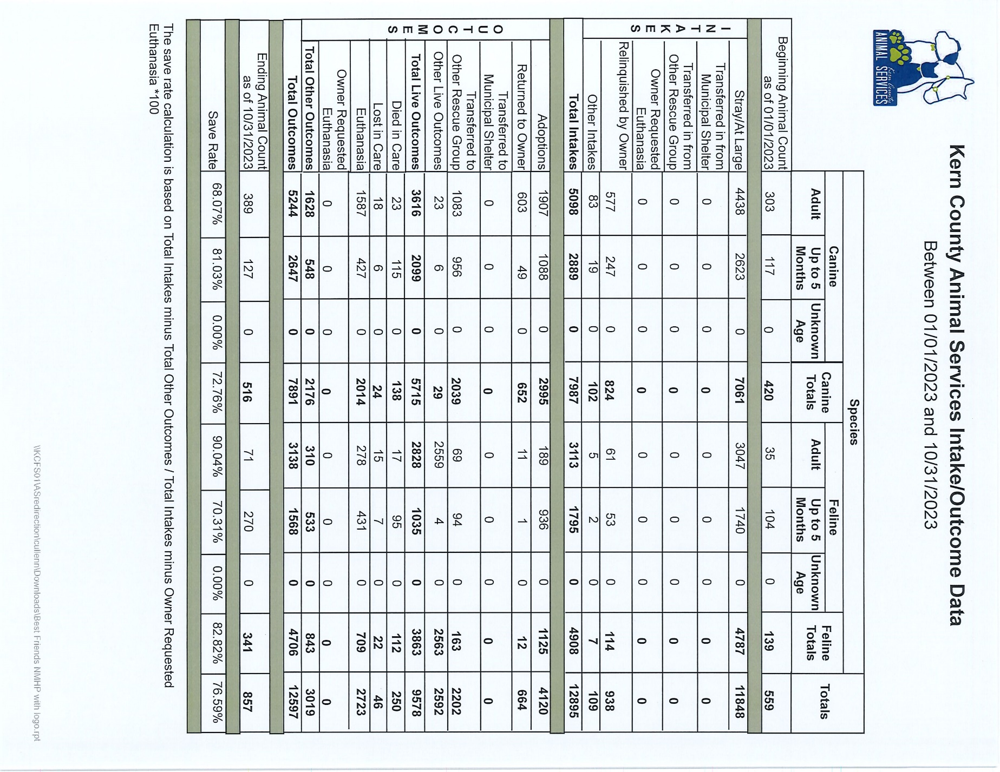 Kern County
ANIMAL SERVICES
Kern County Animal Services Intake/Outcome Data
Between 01/01/2023 and 10/31/2023
Species
Canine Canine Totals Feline Feline Totals Totals
Adult Up to 5 Months Unknown Age Adult Up to 5 Months Unknown Age
Beginning Animal Count
as of 01/01/2023 303 117 0 420 35 104 0 139 559
INTAKES
Stray/At Large 4438 2623 0 7061 3047 1740 0 4787 11848
Transferred in from
Municipal Shelter 0 0 0 0 0 0 0 0 0
Transferred in from
Other Rescue Group 0 0 0 0 0 0 0 0 0
Owner Requested
Euthanasia 0 0 0 0 0 0 0 0 0
Relinquished by Owner 577 247 0 824 61 53 0 114 938
Other Intakes 83 19 0 102 5 2 0 7 109
Total Intakes 5098 2889 0 7987 3113 1795 0 4908 12895
OUTCOMES
Adoptions 1907 1088 0 2995 189 936 0 1125 4120
Returned to Owner 603 49 0 652 11 1 0 12 664
Transferred to
Municipal Shelter 0 0 0 0 0 0 0 0 0
Transferred to
Other Rescue Group 1083 956 0 2039 69 94 0 163 2202
Other Live Outcomes 23 6 0 29 2559 4 0 2563 2592
Total Live Outcomes 3616 2099 0 5715 2828 1035 0 3863 9578
Died in Care 23 115 0 138 17 95 0 112 250
Lost in Care 18 6 0 24 15 7 0 22 46
Euthanasia 1587 427 0 2014 278 431 0 709 2723
Owner Requested
Euthanasia 0 0 0 0 0 0 0 0 0
Total Other Outcomes 1628 548 0 2176 310 533 0 843 3019
Total Outcomes 5244 2647 0 7891 3138 1568 0 4706 12597
Ending Animal Count
as of 10/31/2023 389 127 0 516 71 270 0 341 857
Save Rate 68.07% 81.03% 0.00% 72.76% 90.04% 70.31% 0.00% 82.82% 76.59%
The save rate calculation is based on Total Intakes minus Total Other Outcomes / Total Intakes minus Owner Requested
Euthanasia *100
\\KCFS01\ASredirection\cullenn\Downloads\Best Friends NMHP with logo.rpt